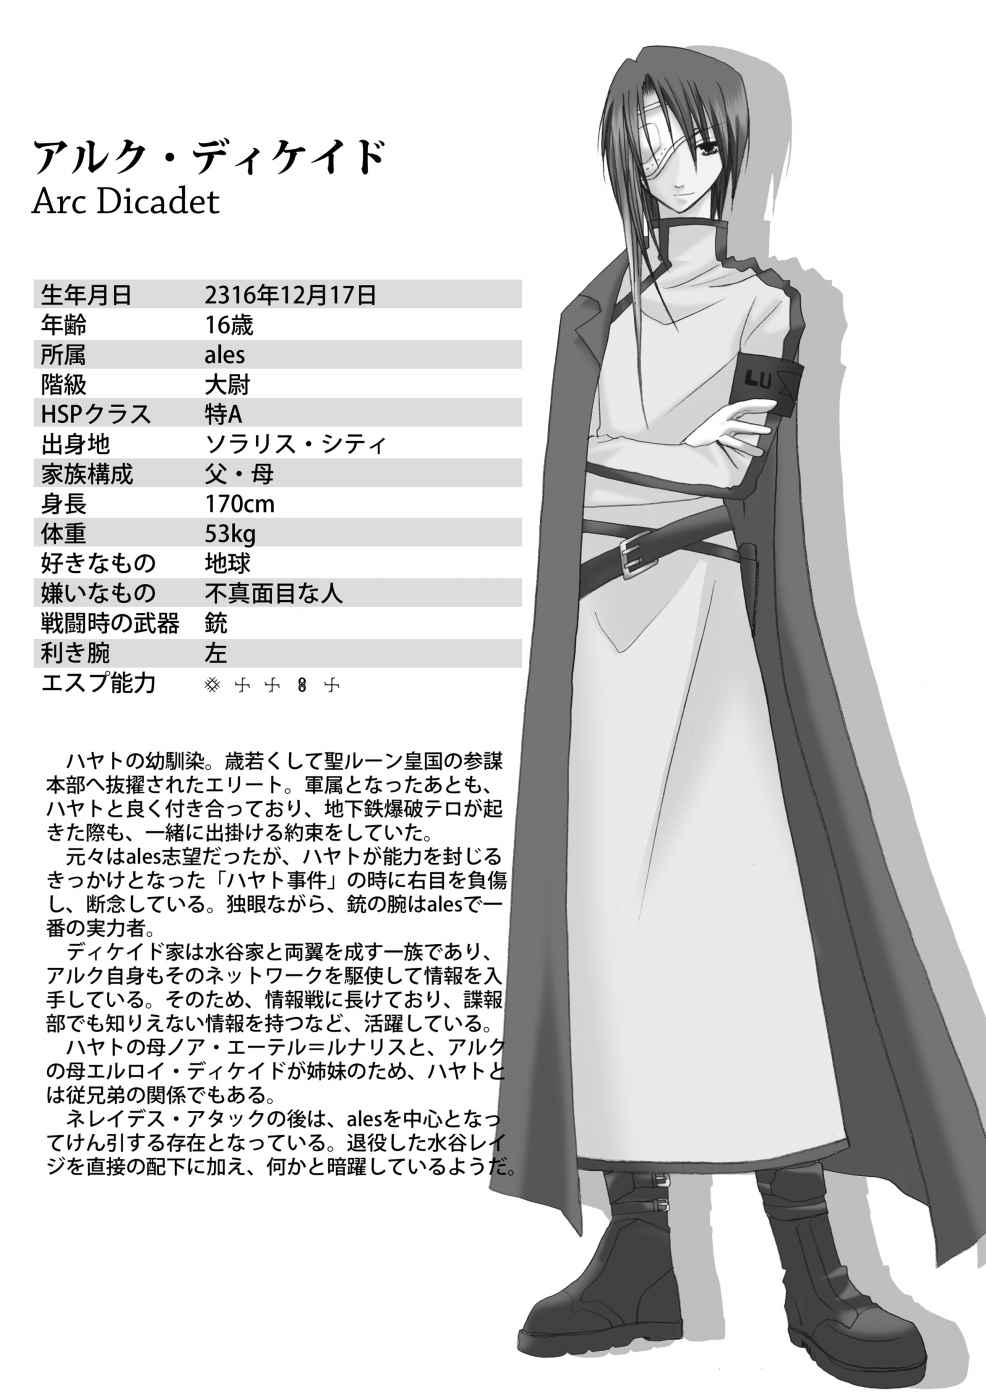 アルク・ディケイド
Arc Dicadet
生年月日 2316年12月17日
年齢 16歳
所属 ales
階級 大尉
HSPクラス 特A
出身地 ソラリス・シティ
家族構成 父・母
身長 170cm
体重 53kg
好きなもの 地球
嫌いなもの 不真面目な人
戦闘時の武器 銃
利き腕 左
エスプ能力
ハヤトの幼馴染。歳若くして聖ルーン皇国の参謀
本部へ抜擢されたエリート。軍属となったあとも、
ハヤトと良く付き合っており、地下鉄爆破テロが起
きた際も、一緒に出掛ける約束をしていた。
元々はales志望だったが、ハヤトが能力を封じる
きっかけとなった「ハヤト事件」の時に右目を負傷
し、断念している。独眼ながら、銃の腕はalesで一
番の実力者。
ディケイド家は水谷家と両翼を成す一族であり、
アルク自身もそのネットワークを駆使して情報を入
手している。そのため、情報戦に長けており、諜報
部でも知りえない情報を持つなど、活躍している。
ハヤトの母ノア・エーテル＝ルナリスと、アルク
の母エルロイ・ディケイドが姉妹のため、ハヤトと
は従兄弟の関係でもある。
ネレイデス・アタックの後は、alesを中心となっ
てけん引する存在となっている。退役した水谷レイ
ジを直接の配下に加え、何かと暗躍しているようだ。
LU